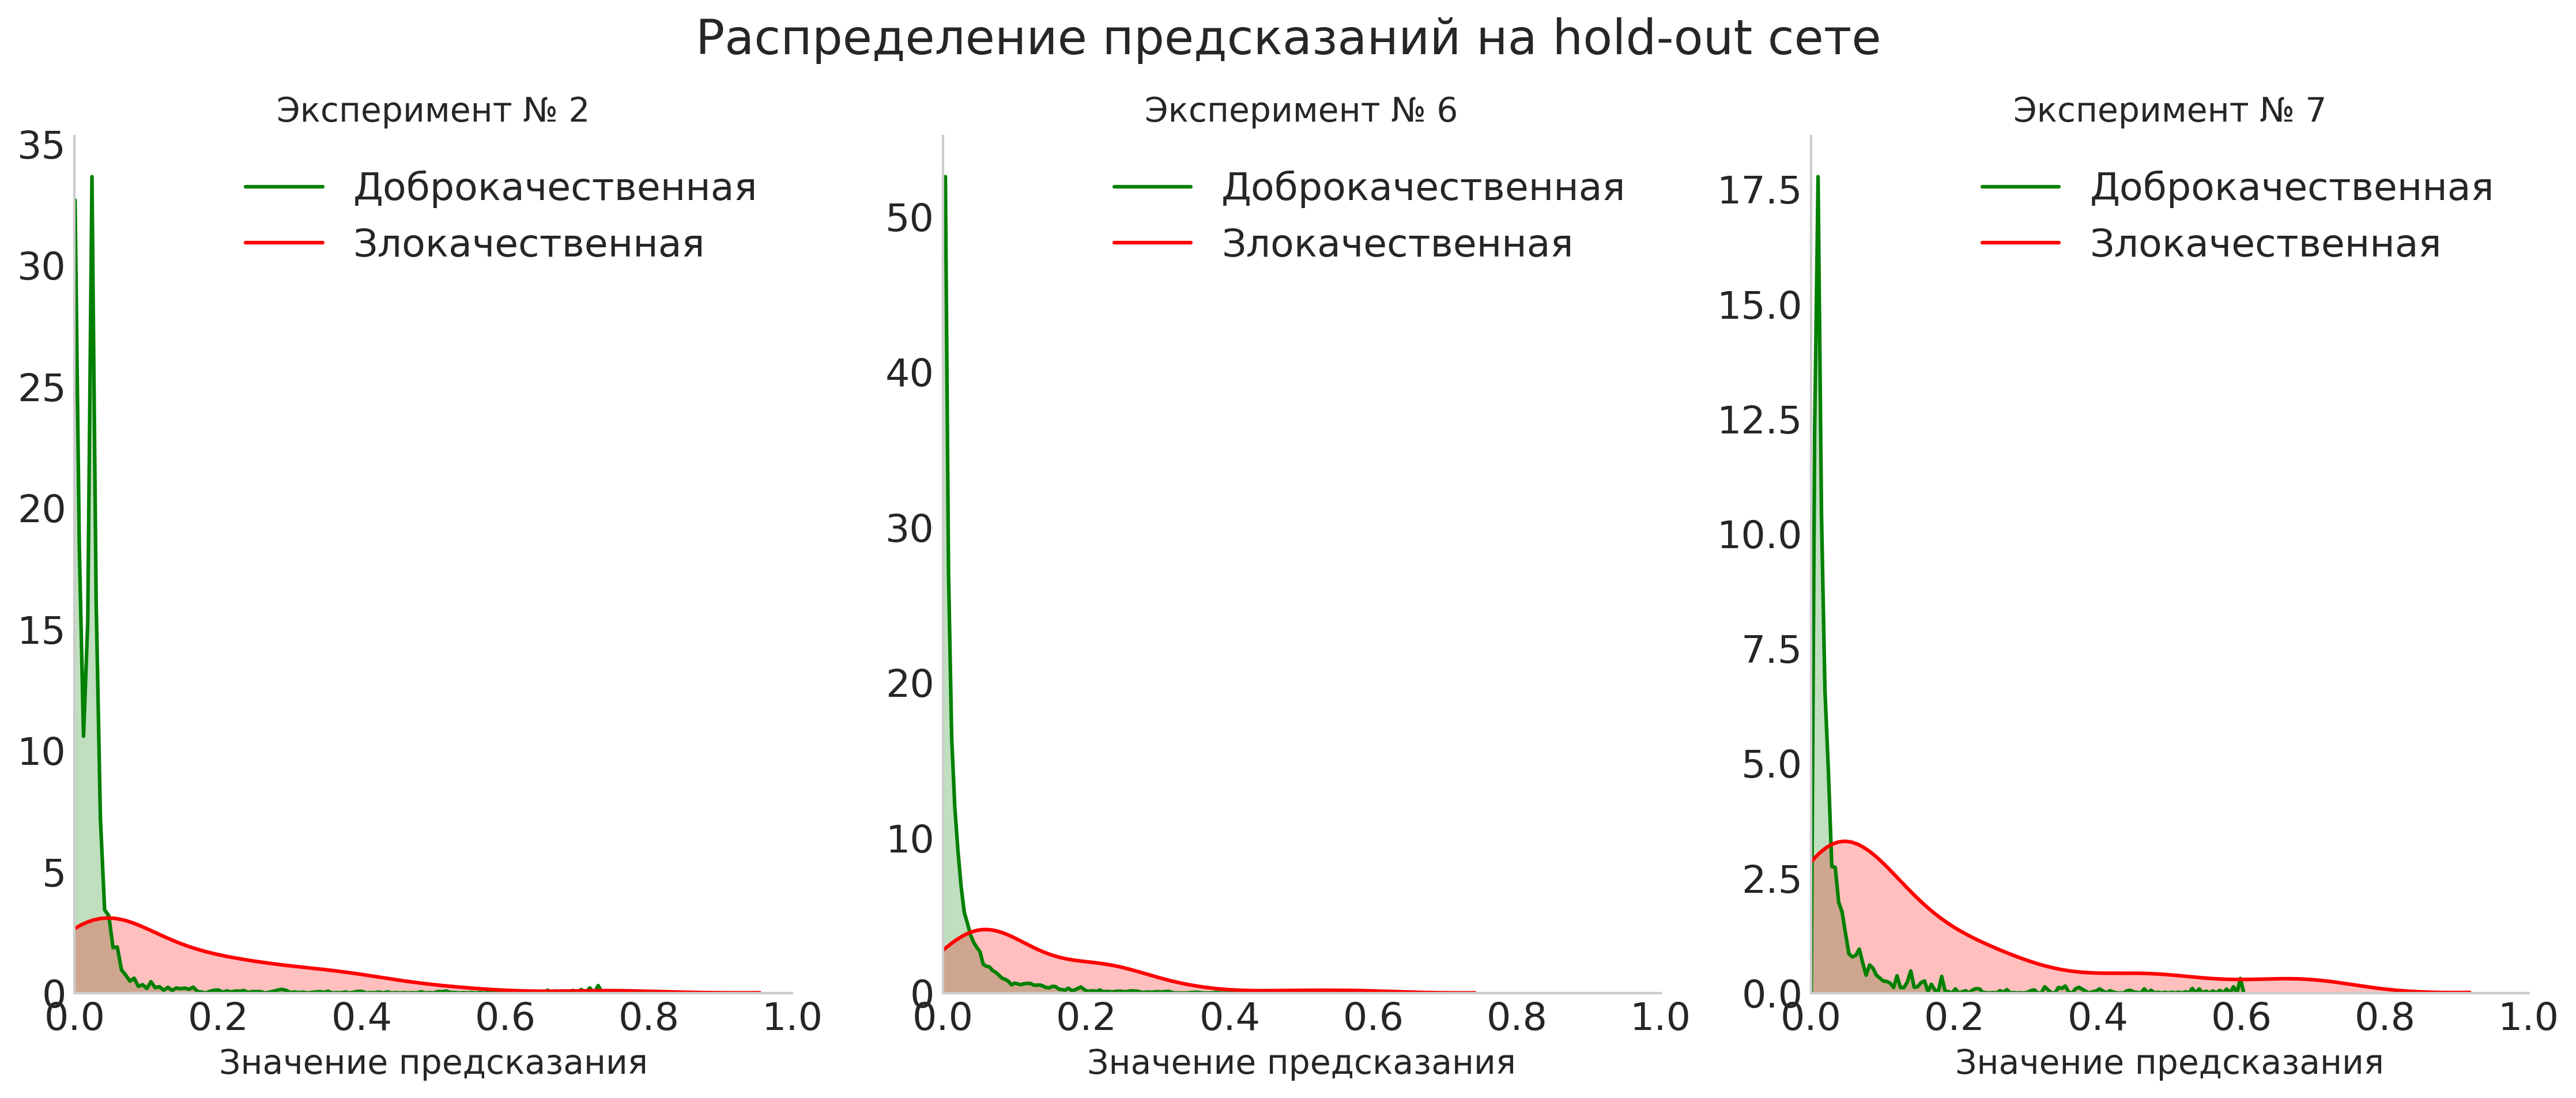 Распределение предсказаний на hold-out сете
Эксперимент № 2
35
30
25
20
15
10
5
0
Доброкачественная
Злокачественная
0.0 0.2 0.4 0.6 0.8 1.0
Значение предсказания
Эксперимент № 6
50
40
30
20
10
0
Доброкачественная
Злокачественная
0.0 0.2 0.4 0.6 0.8 1.0
Значение предсказания
Эксперимент № 7
17.5
15.0
12.5
10.0
7.5
5.0
2.5
0.0
Доброкачественная
Злокачественная
0.0 0.2 0.4 0.6 0.8 1.0
Значение предсказания